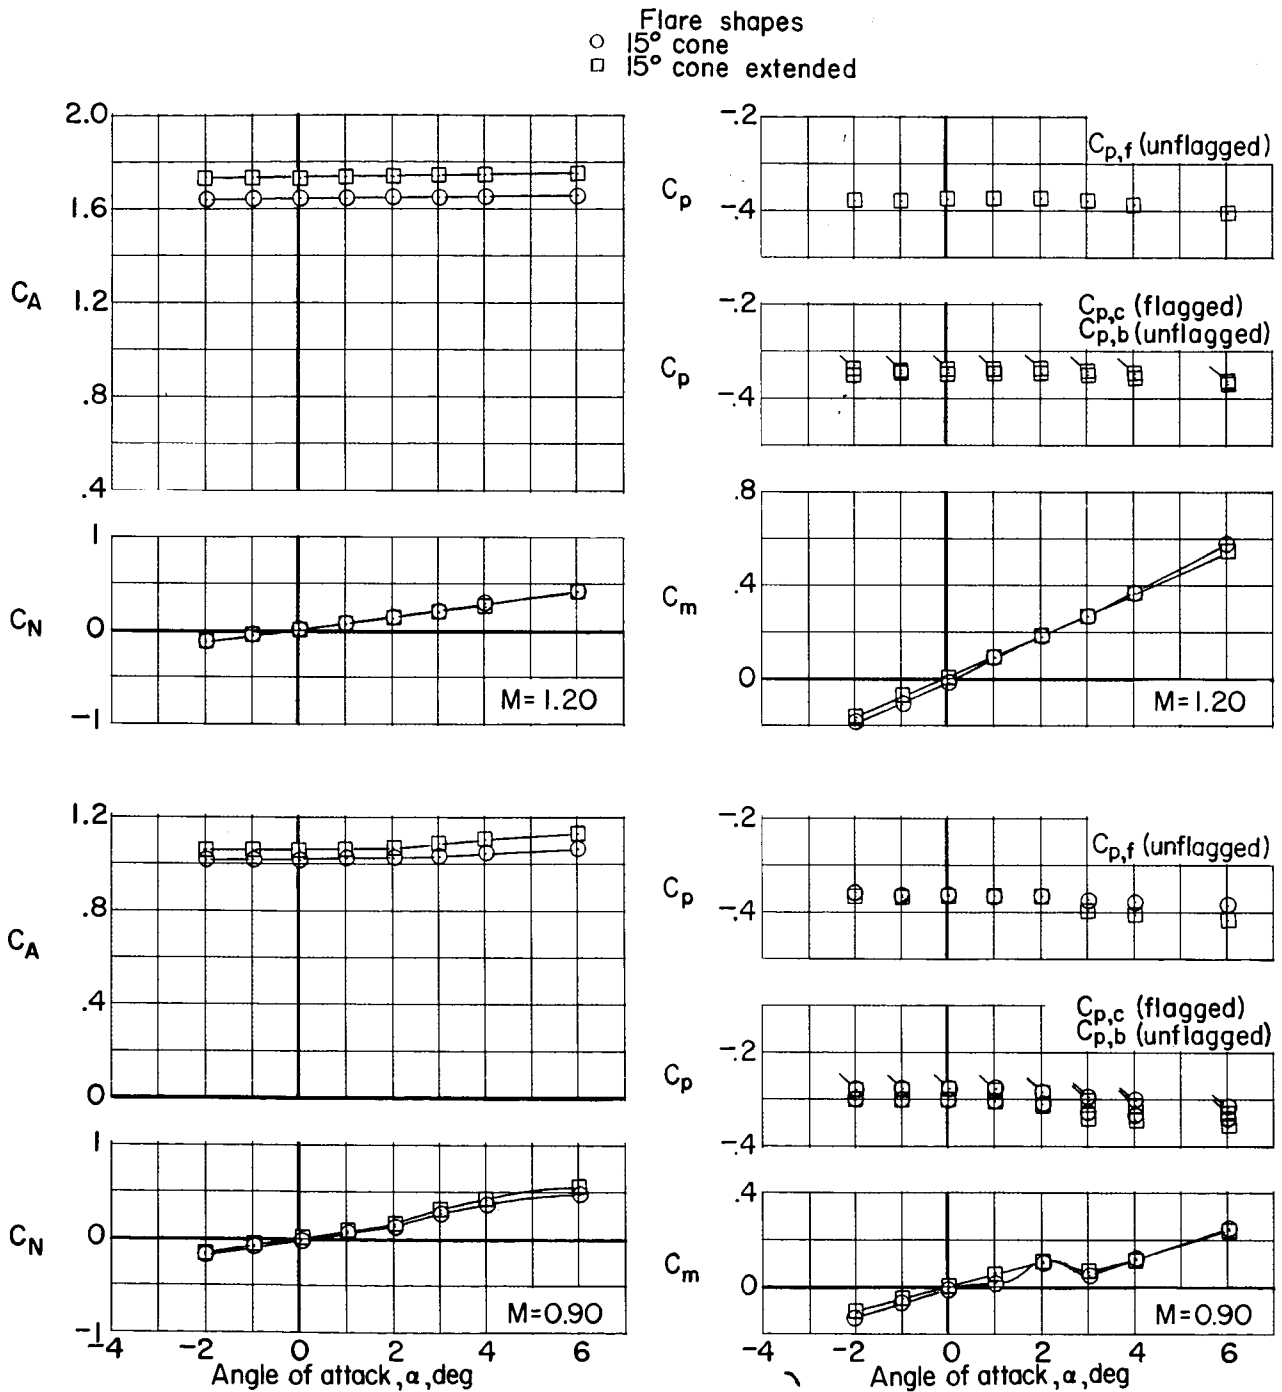 Flare shapes
○ 15° cone
□ 15° cone extended
2.0
1.6
C_A 1.2
.8
.4
1
C_N 0
-1
M=1.20
-.2
C_p,f (unflagged)
C_p
-.4
-.2
C_p,c (flagged)
C_p,b (unflagged)
C_p
-.4
.8
C_m .4
0
M=1.20
1.2
.8
C_A
.4
0
1
C_N 0
M=0.90
-1
-4 -2 0 2 4 6
Angle of attack, α, deg
-.2
C_p,f (unflagged)
C_p
-.4
C_p,c (flagged)
C_p,b (unflagged)
-.2
C_p
-.4
.4
C_m
0
M=0.90
-4 -2 0 2 4 6
Angle of attack, α, deg